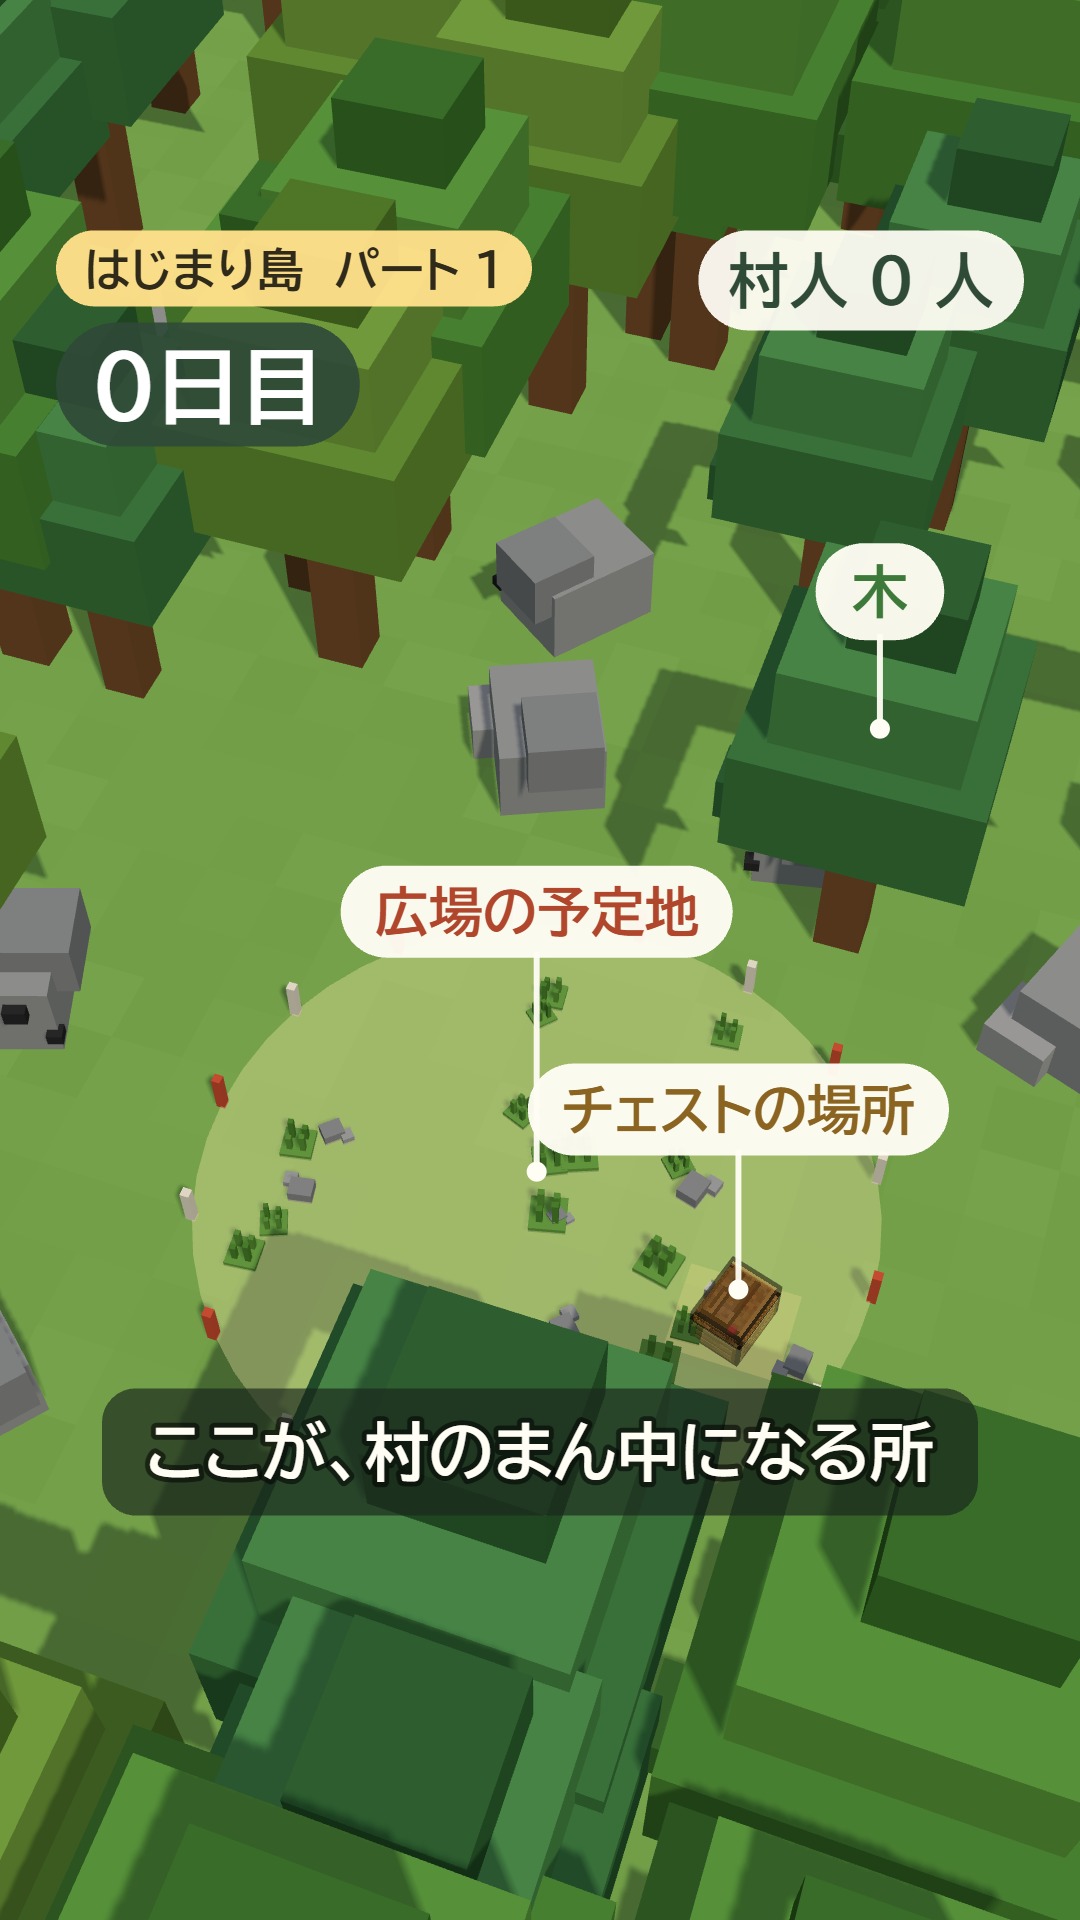 はじまり島 パート 1
村人 0 人
0日目
木
広場の予定地
チェストの場所
ここが、村のまん中になる所